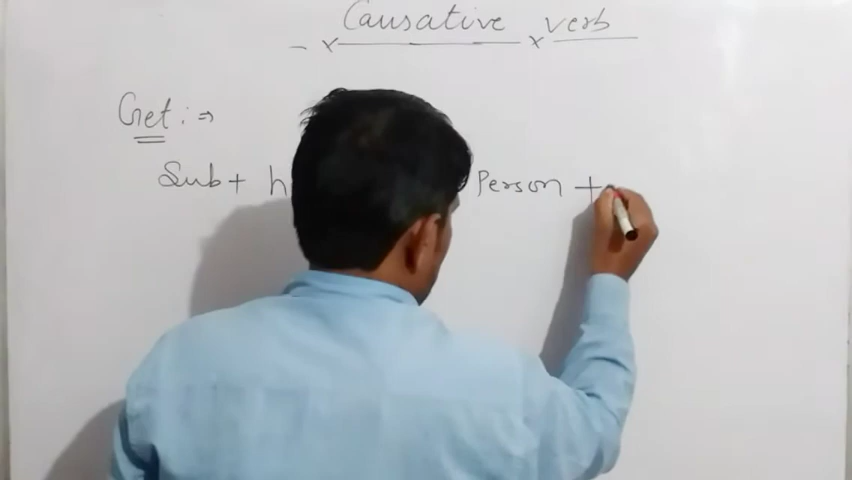 Causative verb
Get : ⇒
Sub + h Person +